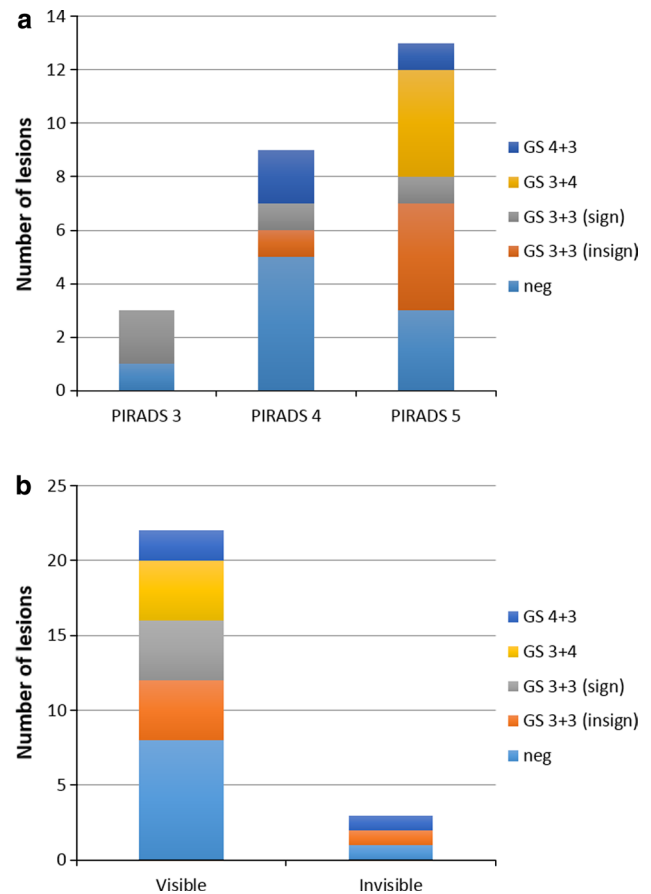 a
14
12
10
8
6
4
2
0
Number of lesions
PIRADS 3
PIRADS 4
PIRADS 5
GS 4+3
GS 3+4
GS 3+3 (sign)
GS 3+3 (insign)
neg
b
25
20
15
10
5
0
Number of lesions
Visible
Invisible
GS 4+3
GS 3+4
GS 3+3 (sign)
GS 3+3 (insign)
neg